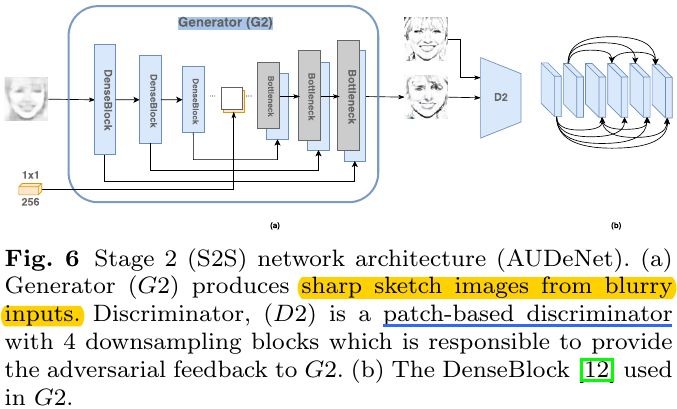 Generator (G2)
DenseBlock
DenseBlock
DenseBlock
Bottleneck
Bottleneck
Bottleneck
D2
1x1
256
(a)
(b)
Fig. 6 Stage 2 (S2S) network architecture (AUDeNet). (a)
Generator (G2) produces sharp sketch images from blurry
inputs. Discriminator, (D2) is a patch-based discriminator
with 4 downsampling blocks which is responsible to provide
the adversarial feedback to G2. (b) The DenseBlock [12] used
in G2.